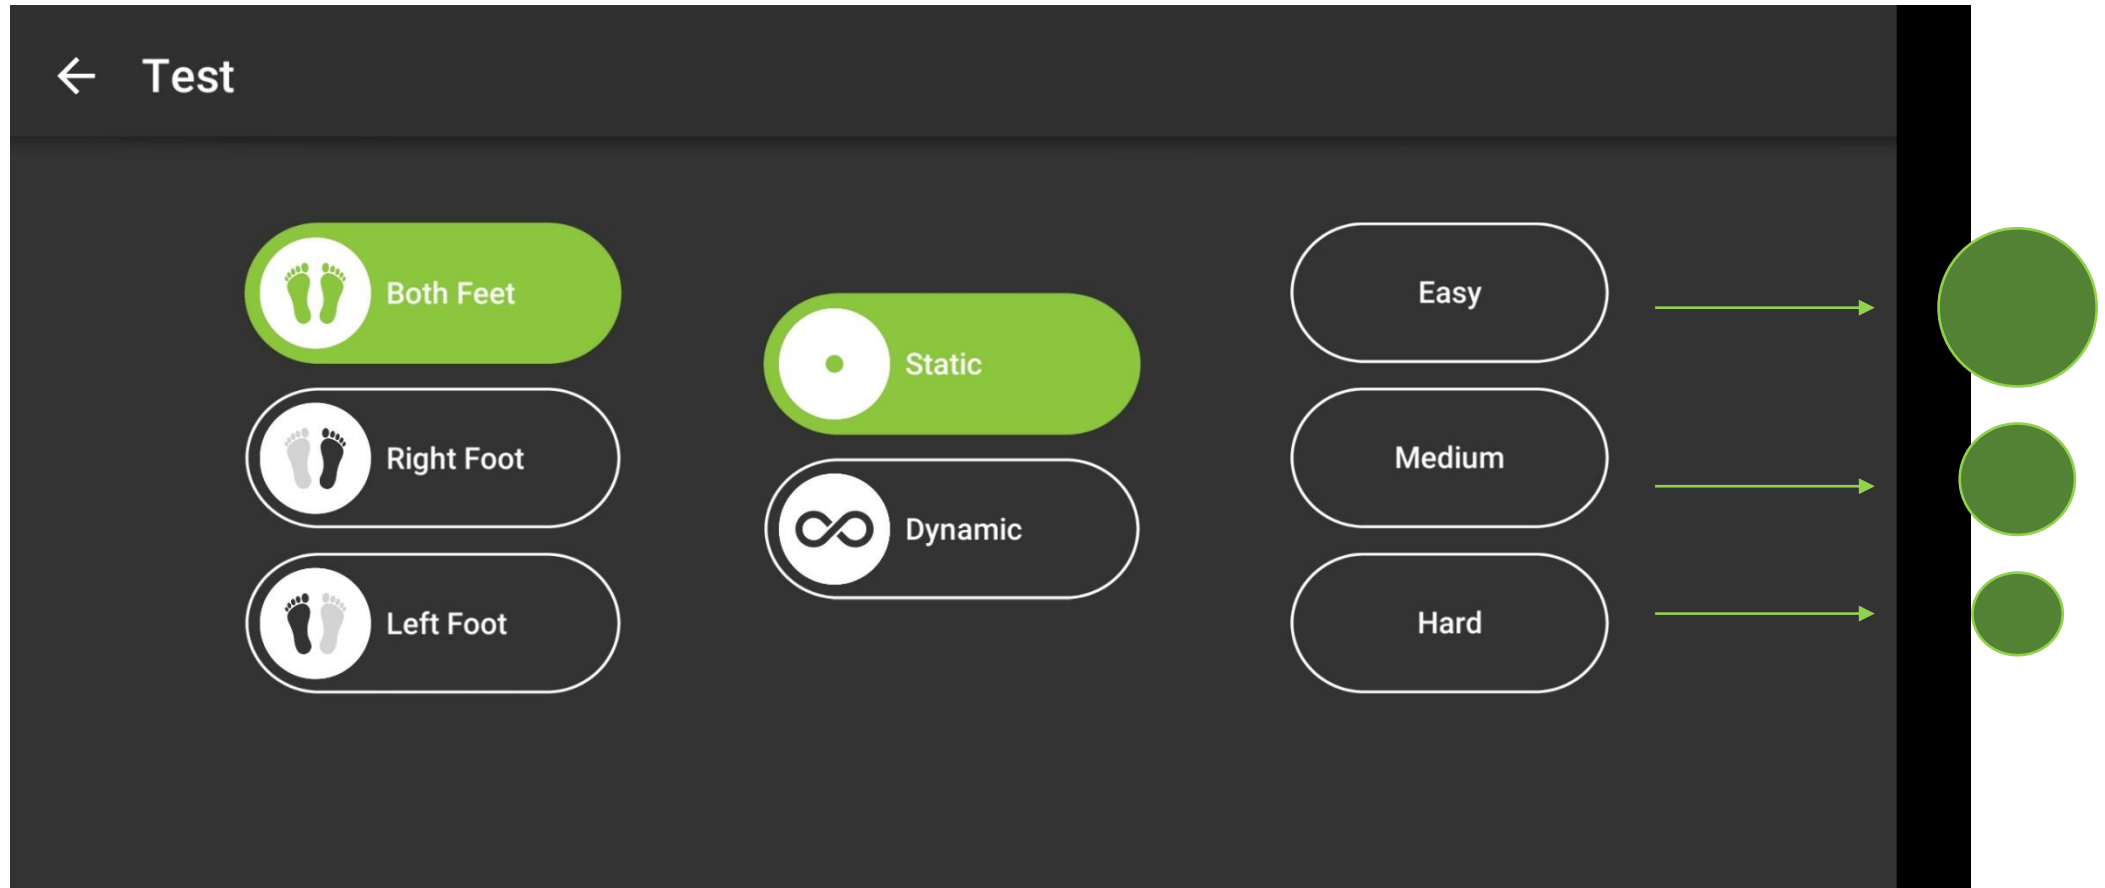 Test
Both Feet
Right Foot
Left Foot
Static
Dynamic
Easy
Medium
Hard